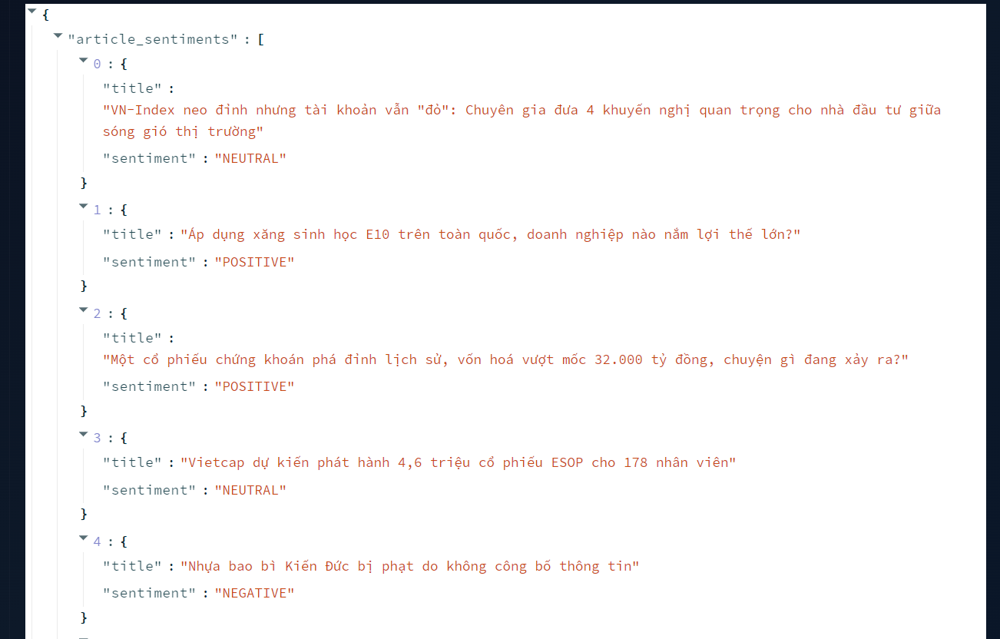 {
"article_sentiments" : [
0 : {
"title" :
"VN-Index neo đỉnh nhưng tài khoản vẫn "đỏ": Chuyên gia đưa 4 khuyến nghị quan trọng cho nhà đầu tư giữa
sóng gió thị trường"
"sentiment" : "NEUTRAL"
}
1 : {
"title" : "Áp dụng xăng sinh học E10 trên toàn quốc, doanh nghiệp nào nắm lợi thế lớn?"
"sentiment" : "POSITIVE"
}
2 : {
"title" :
"Một cổ phiếu chứng khoán phá đỉnh lịch sử, vốn hoá vượt mốc 32.000 tỷ đồng, chuyện gì đang xảy ra?"
"sentiment" : "POSITIVE"
}
3 : {
"title" : "Vietcap dự kiến phát hành 4,6 triệu cổ phiếu ESOP cho 178 nhân viên"
"sentiment" : "NEUTRAL"
}
4 : {
"title" : "Nhựa bao bì Kiến Đức bị phạt do không công bố thông tin"
"sentiment" : "NEGATIVE"
}